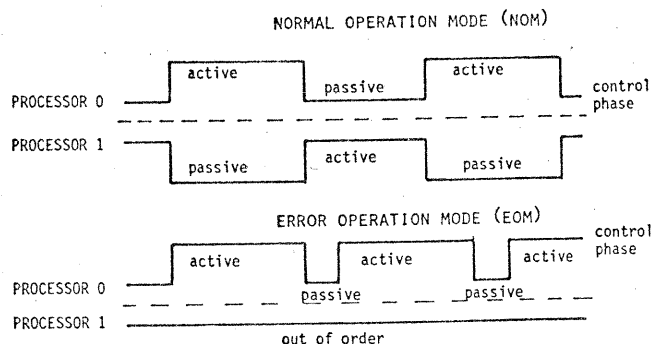 NORMAL OPERATION MODE (NOM)
active
active
passive
control
phase
PROCESSOR 0
PROCESSOR 1
active
passive
passive
ERROR OPERATION MODE (EOM)
control
phase
active
active
active
PROCESSOR 0
passive
passive
PROCESSOR 1
out of order